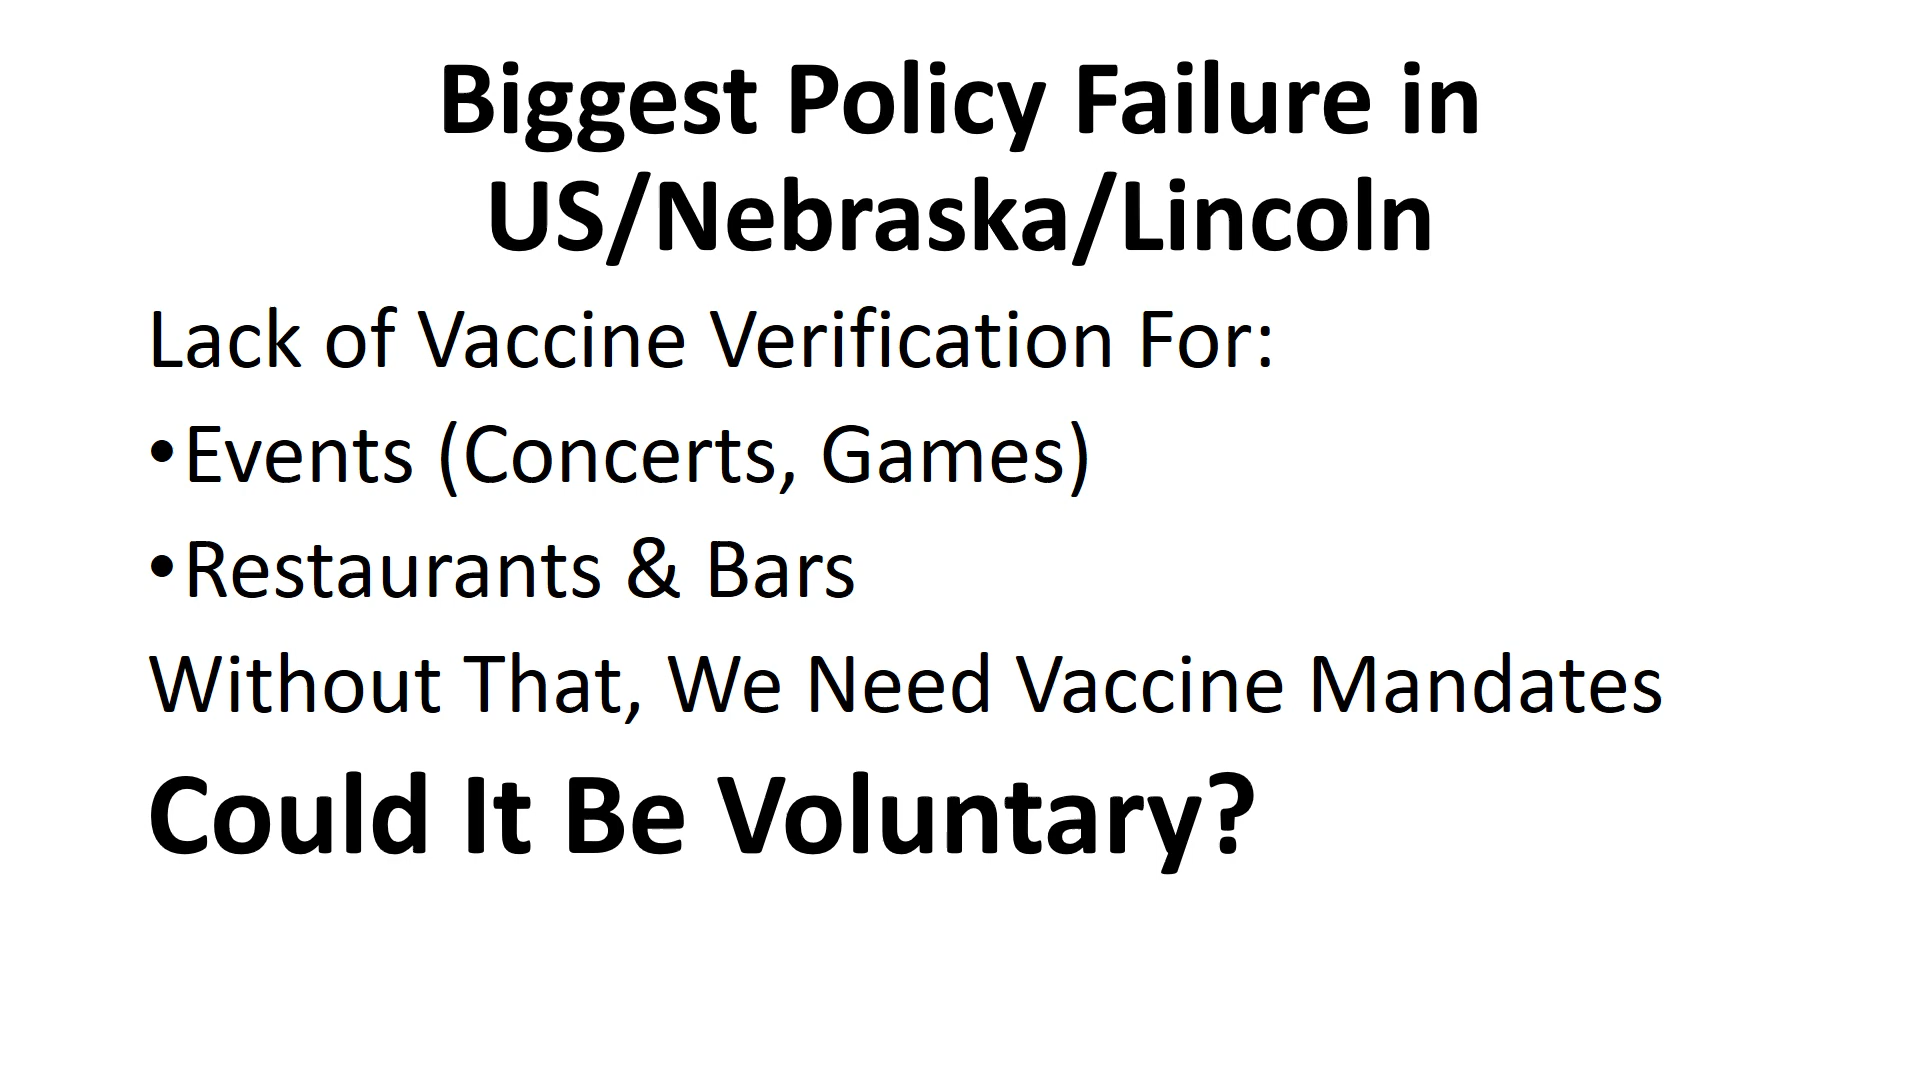 Biggest Policy Failure in
US/Nebraska/Lincoln
Lack of Vaccine Verification For:
•Events (Concerts, Games)
•Restaurants & Bars
Without That, We Need Vaccine Mandates
Could It Be Voluntary?